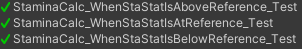 StaminaCalc_WhenStaStatIsAboveReference_Test
StaminaCalc_WhenStaStatIsAtReference_Test
StaminaCalc_WhenStaStatIsBelowReference_Test